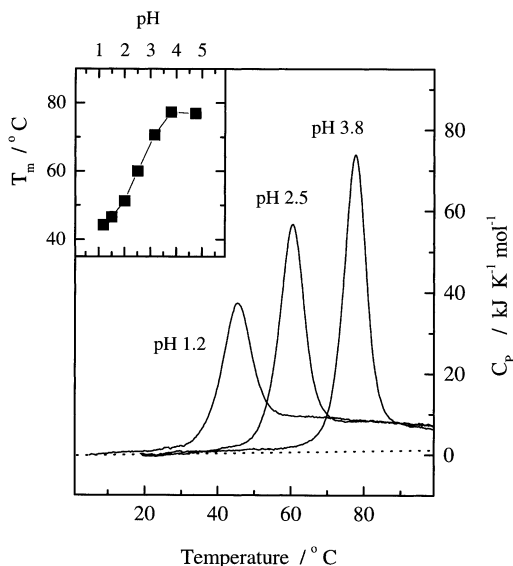 pH
1 2 3 4 5
80
60
40
T_m / °C
pH 3.8
pH 2.5
pH 1.2
80
60
40
20
0
C_p / kJ K⁻¹ mol⁻¹
20 40 60 80
Temperature / °C